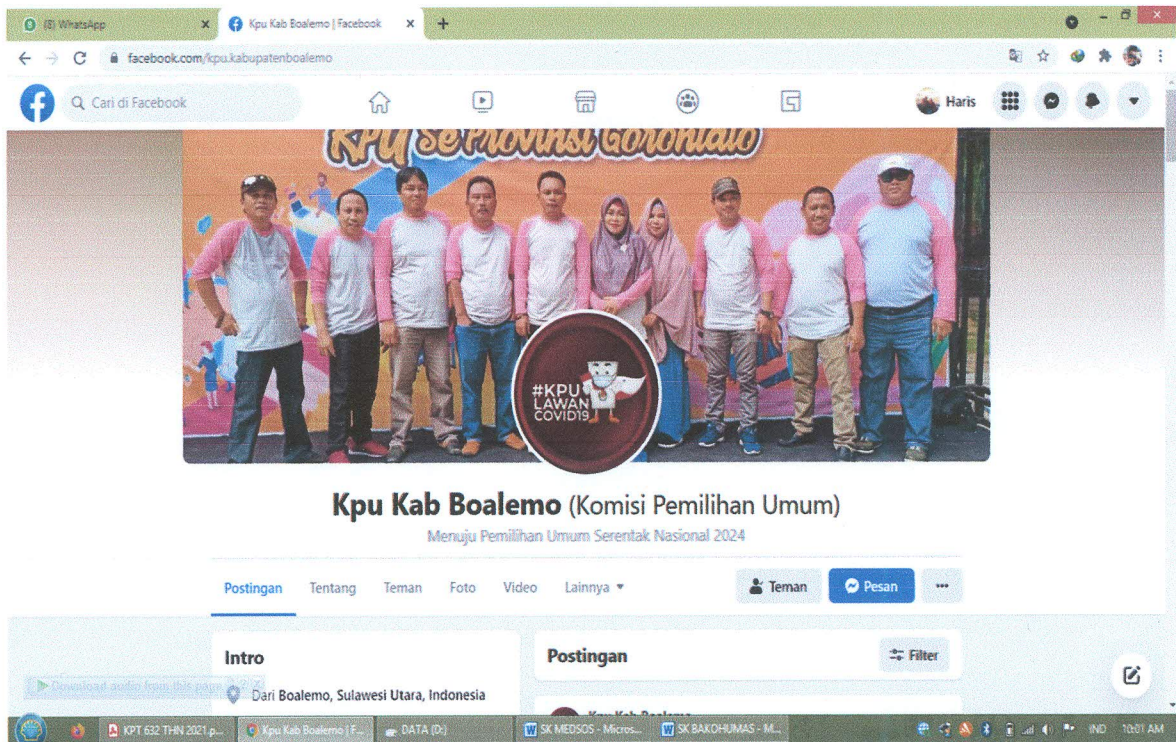 (8) WhatsApp
Kpu Kab Boalemo | Facebook
facebook.com/kpu.kabupatenboalemo
Cari di Facebook
Haris
KPU Se Provinsi Gorontalo
#KPU
LAWAN
COVID19
Kpu Kab Boalemo (Komisi Pemilihan Umum)
Menuju Pemilihan Umum Serentak Nasional 2024
Postingan Tentang Teman Foto Video Lainnya
Teman
Pesan
Intro
Dari Boalemo, Sulawesi Utara, Indonesia
Postingan
Filter
Kpu Kab Boalemo
Download audio from this page
KPT 632 THN 2021.p...
Kpu Kab Boalemo | F...
DATA (D:)
SK MEDSOS - Micros...
SK BAKOHUMAS - M...
IND
10:01 AM